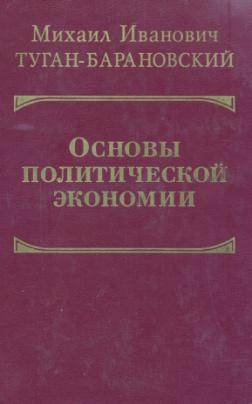 Михаил Иванович
ТУГАН-БАРАНОВСКИЙ
ОСНОВЫ
ПОЛИТИЧЕСКОЙ
ЭКОНОМИИ